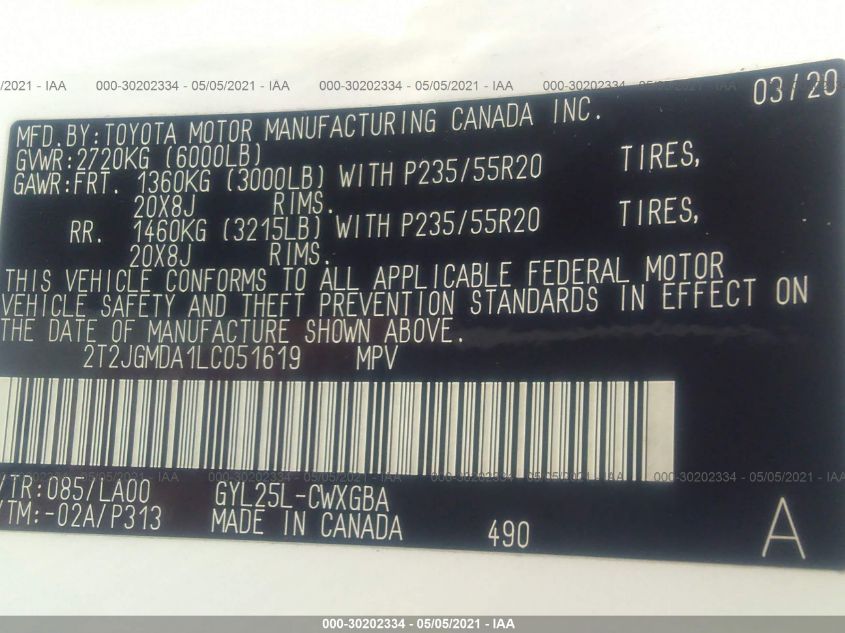 5/2021 - IAA 000-30202334 - 05/05/2021 - IAA 000-30202334 - 05/05/2021 - IAA 000-30202334 - 05/05/2021 - IAA
03/20
MFD.BY:TOYOTA MOTOR MANUFACTURING CANADA INC.
GVWR:2720KG (6000LB)
GAWR:FRT. 1360KG (3000LB) WITH P235/55R20 TIRES,
20X8J RIMS.
RR. 1460KG (3215LB) WITH P235/55R20 TIRES,
20X8J RIMS.
THIS VEHICLE CONFORMS TO ALL APPLICABLE FEDERAL MOTOR
VEHICLE SAFETY AND THEFT PREVENTION STANDARDS IN EFFECT ON
THE DATE OF MANUFACTURE SHOWN ABOVE.
2T2JGMDA1LC051619 MPV
/TR:085/LA00 GYL25L-CWXGBA
/TM:-02A/P313 MADE IN CANADA 490 A
000-30202334 - 05/05/2021 - IAA